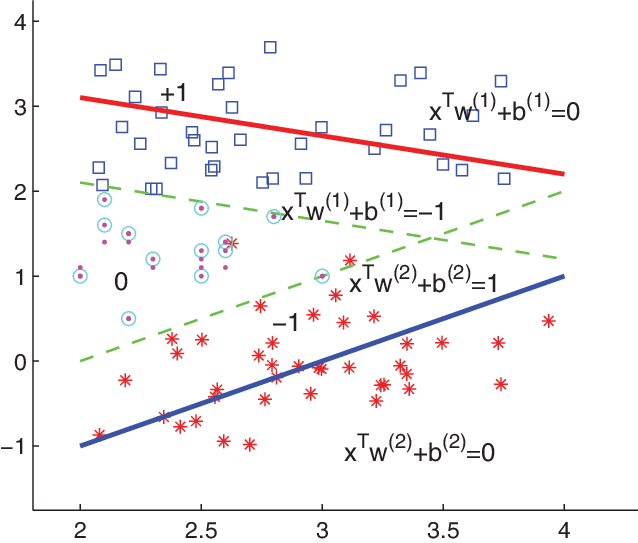 4
+1
x^T w^(1)+b^(1)=0
3
2
x^T w^(1)+b^(1)=−1
0
x^T w^(2)+b^(2)=1
1
−1
0
x^T w^(2)+b^(2)=0
−1
2 2.5 3 3.5 4